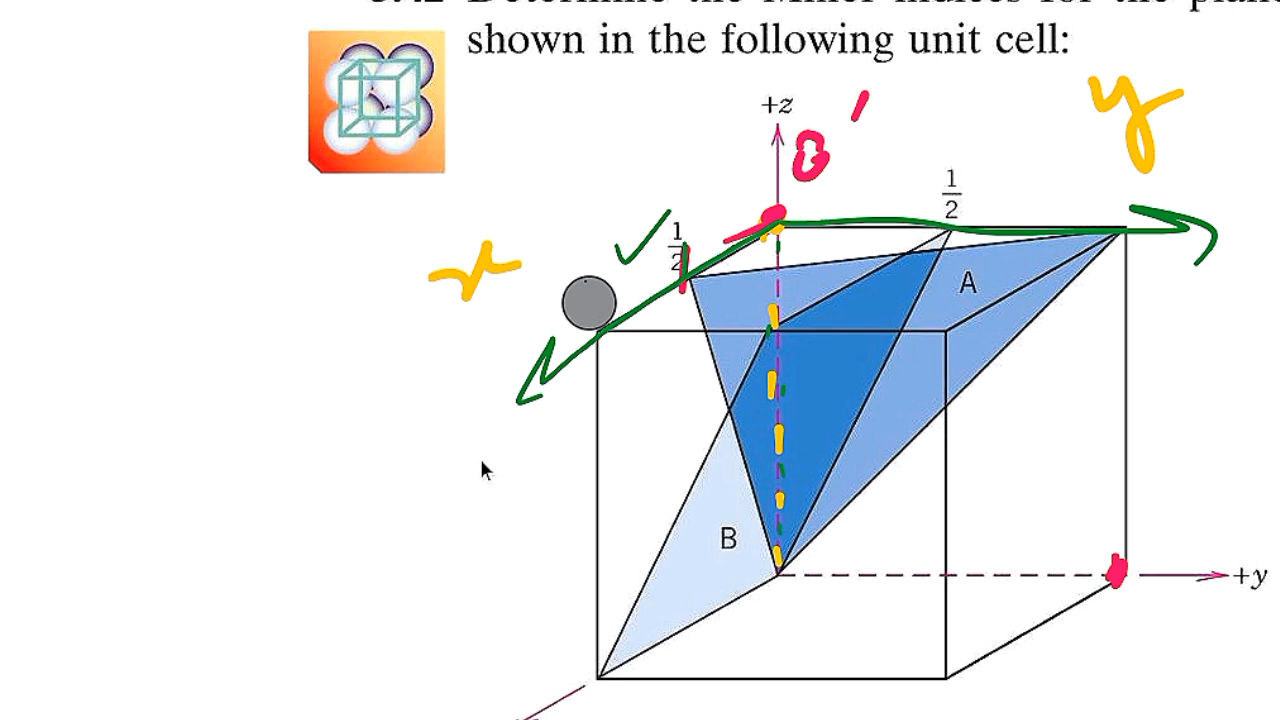 shown in the following unit cell:
+z
O'
y
1/2
1/2
x
A
B
+y